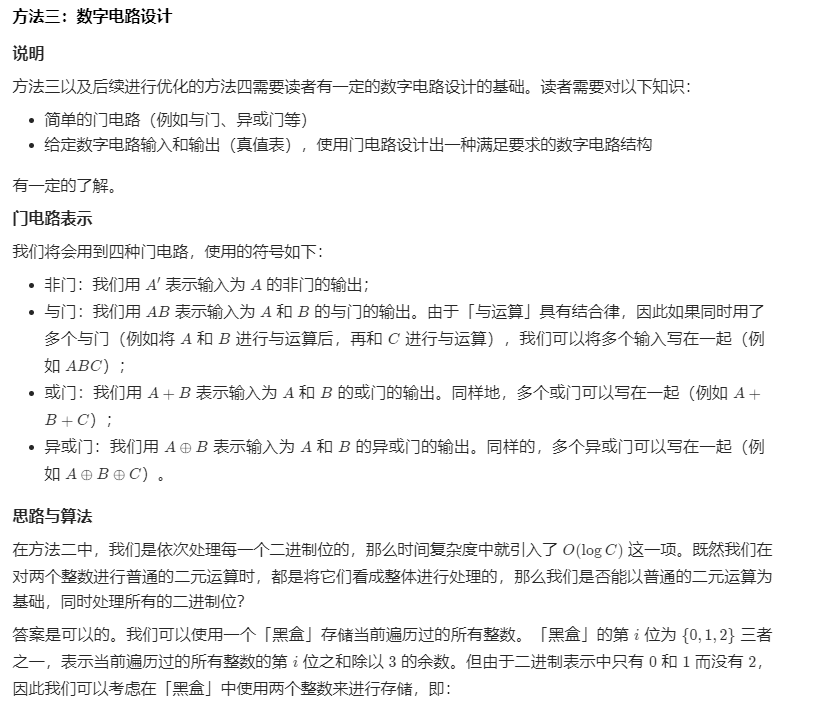 方法三：数字电路设计
说明
方法三以及后续进行优化的方法四需要读者有一定的数字电路设计的基础。读者需要对以下知识：
• 简单的门电路（例如与门、异或门等）
• 给定数字电路输入和输出（真值表），使用门电路设计出一种满足要求的数字电路结构
有一定的了解。
门电路表示
我们将会用到四种门电路，使用的符号如下：
• 非门：我们用 A′ 表示输入为 A 的非门的输出；
• 与门：我们用 AB 表示输入为 A 和 B 的与门的输出。由于「与运算」具有结合律，因此如果同时用了
多个与门（例如将 A 和 B 进行与运算后，再和 C 进行与运算），我们可以将多个输入写在一起（例
如 ABC）；
• 或门：我们用 A + B 表示输入为 A 和 B 的或门的输出。同样地，多个或门可以写在一起（例如 A +
B + C）；
• 异或门：我们用 A ⊕ B 表示输入为 A 和 B 的异或门的输出。同样的，多个异或门可以写在一起（例
如 A ⊕ B ⊕ C）。
思路与算法
在方法二中，我们是依次处理每一个二进制位的，那么时间复杂度中就引入了 O(log C) 这一项。既然我们在
对两个整数进行普通的二元运算时，都是将它们看成整体进行处理的，那么我们是否能以普通的二元运算为
基础，同时处理所有的二进制位？
答案是可以的。我们可以使用一个「黑盒」存储当前遍历过的所有整数。「黑盒」的第 i 位为 {0, 1, 2} 三者
之一，表示当前遍历过的所有整数的第 i 位之和除以 3 的余数。但由于二进制表示中只有 0 和 1 而没有 2，
因此我们可以考虑在「黑盒」中使用两个整数来进行存储，即：